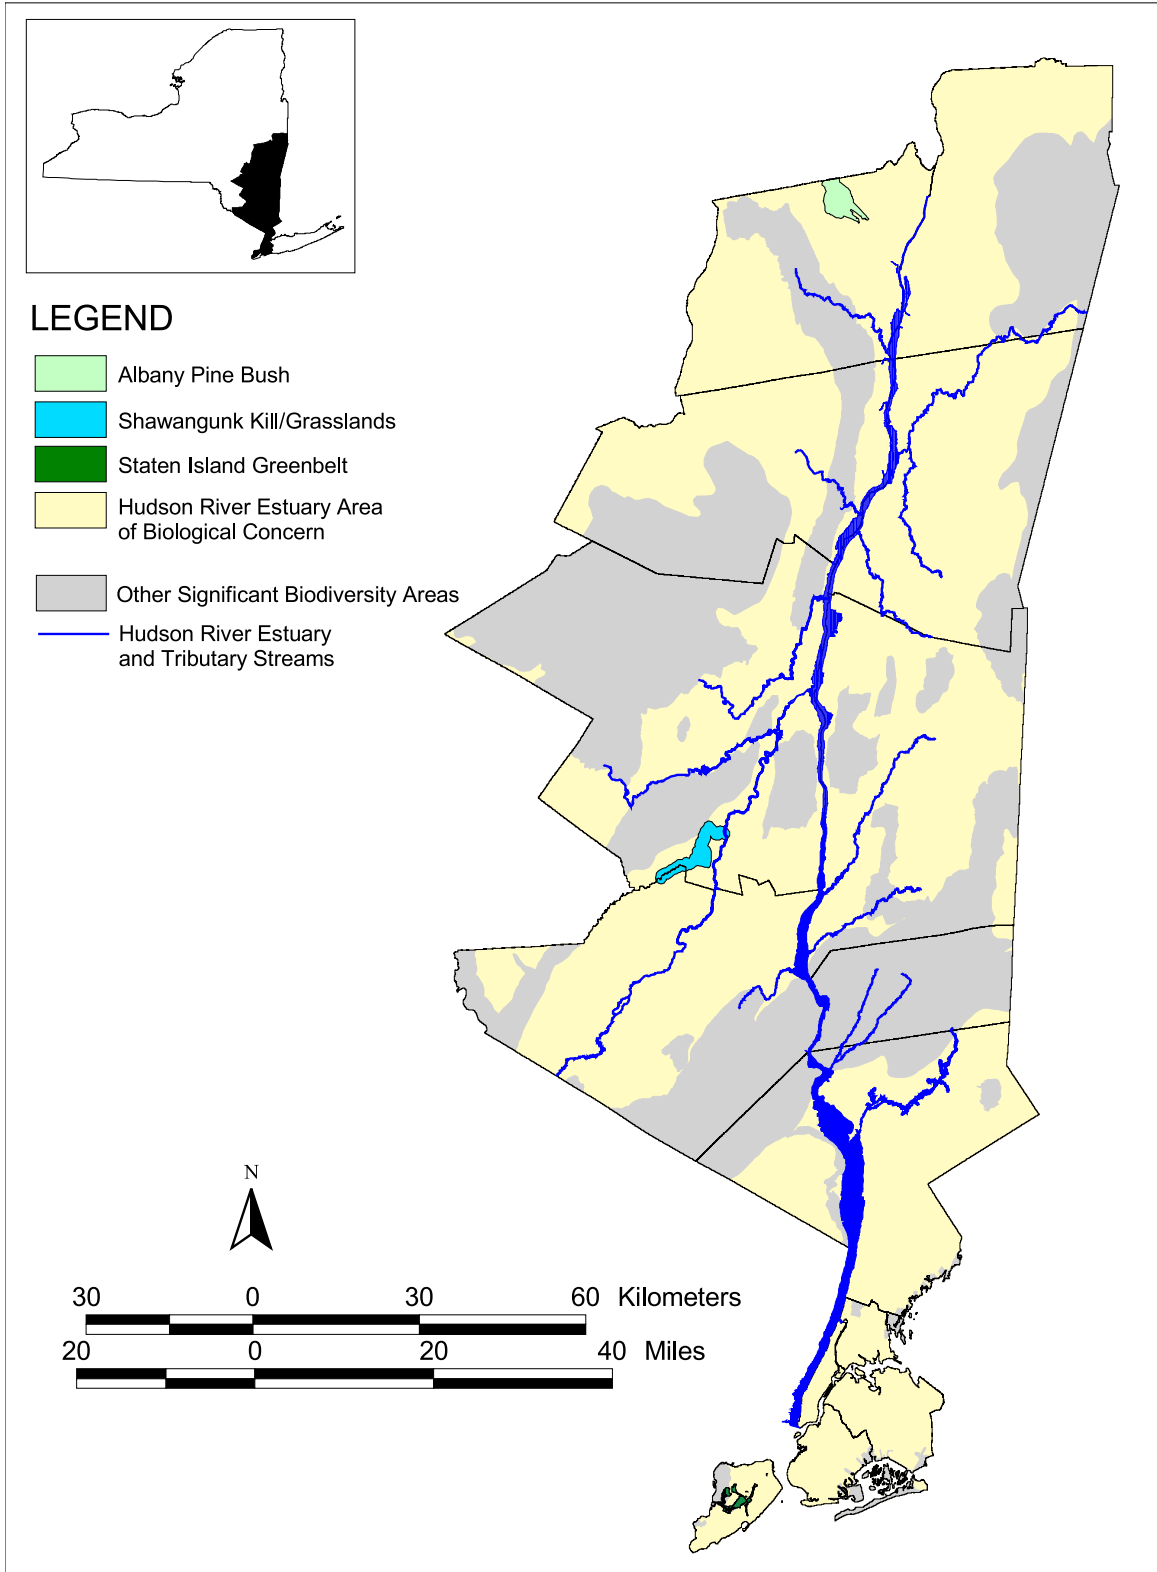 LEGEND
Albany Pine Bush
Shawangunk Kill/Grasslands
Staten Island Greenbelt
Hudson River Estuary Area
of Biological Concern
Other Significant Biodiversity Areas
Hudson River Estuary
and Tributary Streams
N
30 0 30 60 Kilometers
20 0 20 40 Miles